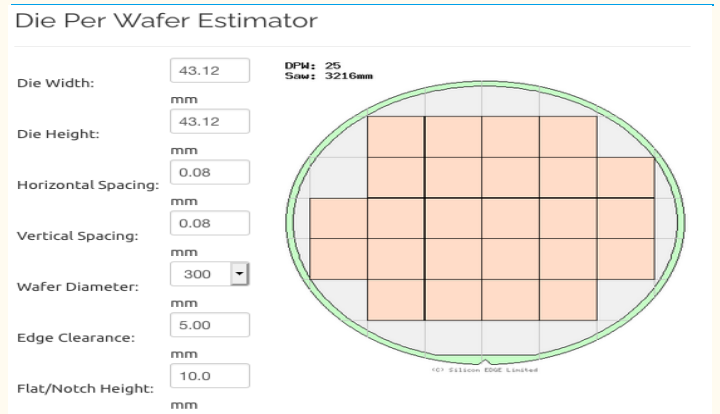 Die Per Wafer Estimator
DPW: 25
Saw: 3216mm
Die Width:
43.12
mm
Die Height:
43.12
mm
Horizontal Spacing:
0.08
mm
Vertical Spacing:
0.08
mm
Wafer Diameter:
300
mm
Edge Clearance:
5.00
mm
Flat/Notch Height:
10.0
mm
(C) Silicon EDGE Limited